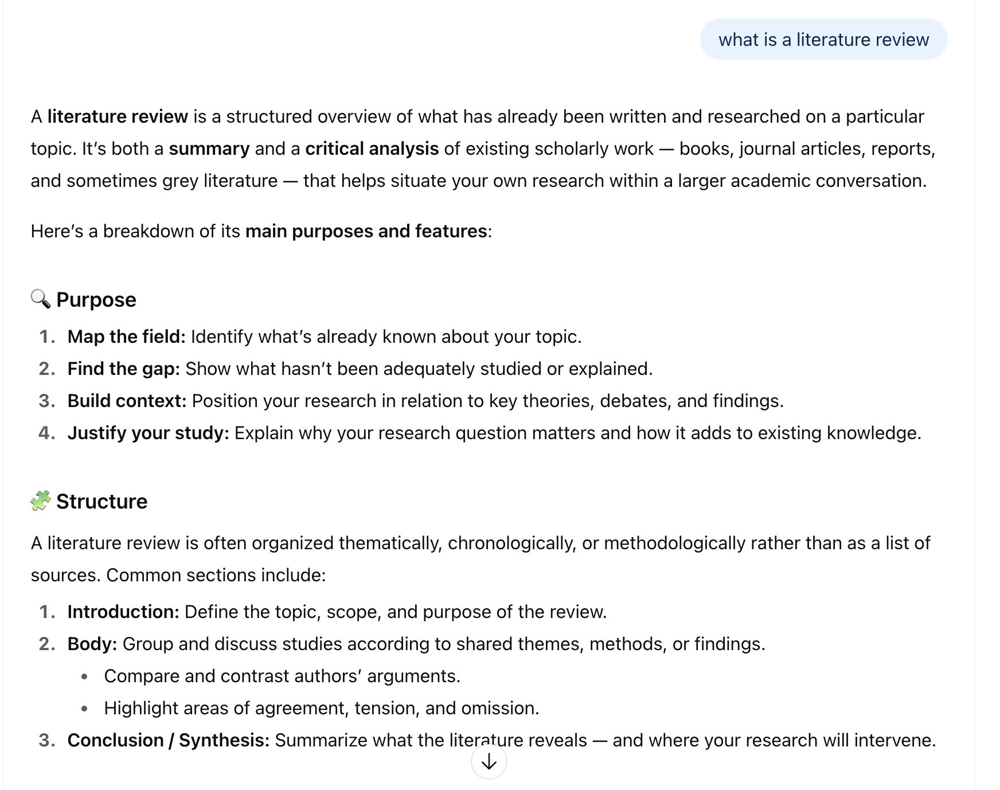 what is a literature review
A literature review is a structured overview of what has already been written and researched on a particular
topic. It’s both a summary and a critical analysis of existing scholarly work — books, journal articles, reports,
and sometimes grey literature — that helps situate your own research within a larger academic conversation.
Here’s a breakdown of its main purposes and features:
Purpose
1. Map the field: Identify what’s already known about your topic.
2. Find the gap: Show what hasn’t been adequately studied or explained.
3. Build context: Position your research in relation to key theories, debates, and findings.
4. Justify your study: Explain why your research question matters and how it adds to existing knowledge.
Structure
A literature review is often organized thematically, chronologically, or methodologically rather than as a list of
sources. Common sections include:
1. Introduction: Define the topic, scope, and purpose of the review.
2. Body: Group and discuss studies according to shared themes, methods, or findings.
• Compare and contrast authors’ arguments.
• Highlight areas of agreement, tension, and omission.
3. Conclusion / Synthesis: Summarize what the literature reveals — and where your research will intervene.